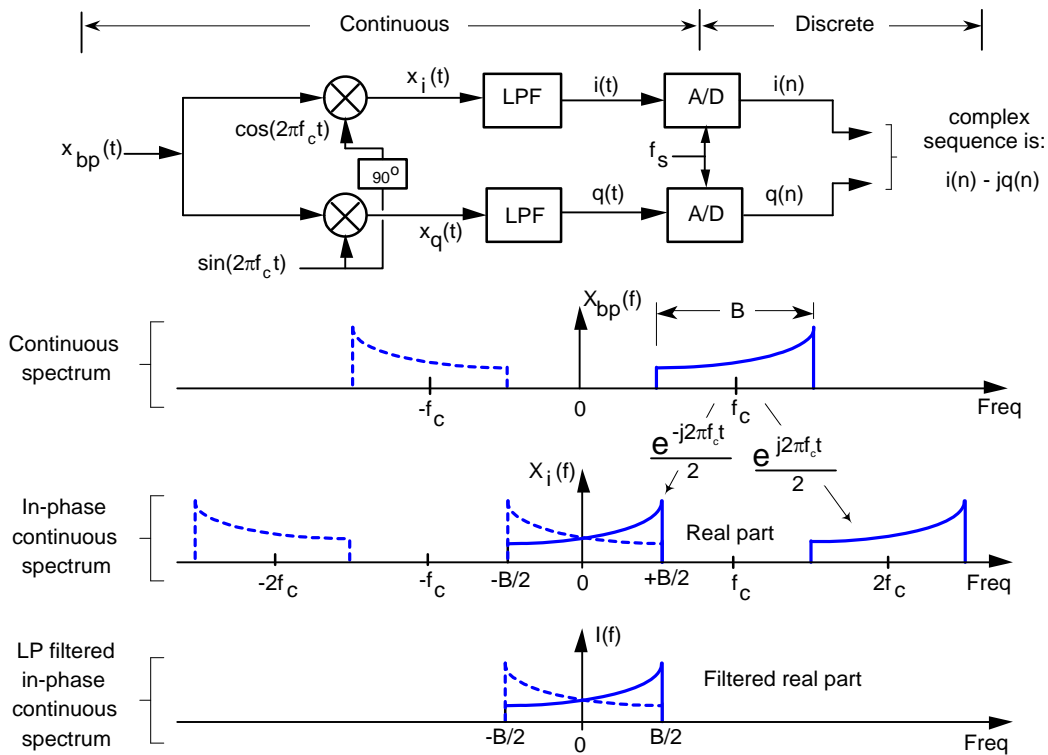 Continuous
Discrete
x_i(t)
LPF
i(t)
A/D
i(n)
cos(2πf_ct)
x_bp(t)
90°
f_s
complex
sequence is:
i(n) - jq(n)
x_q(t)
LPF
q(t)
A/D
q(n)
sin(2πf_ct)
Continuous
spectrum
X_bp(f)
B
-f_c
0
f_c
Freq
e^-j2πf_ct
2
e^j2πf_ct
2
In-phase
continuous
spectrum
X_i(f)
Real part
-2f_c
-f_c
-B/2
0
+B/2
f_c
2f_c
Freq
LP filtered
in-phase
continuous
spectrum
I(f)
Filtered real part
-B/2
0
B/2
Freq